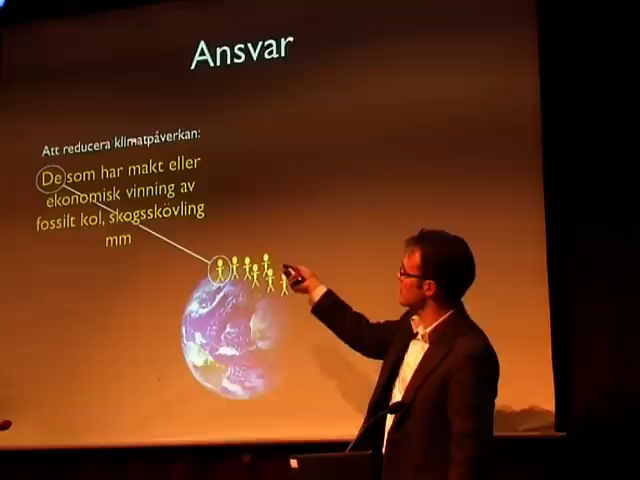 Ansvar
Att reducera klimatpåverkan:
De som har makt eller
ekonomisk vinning av
fossilt kol, skogsskövling
mm